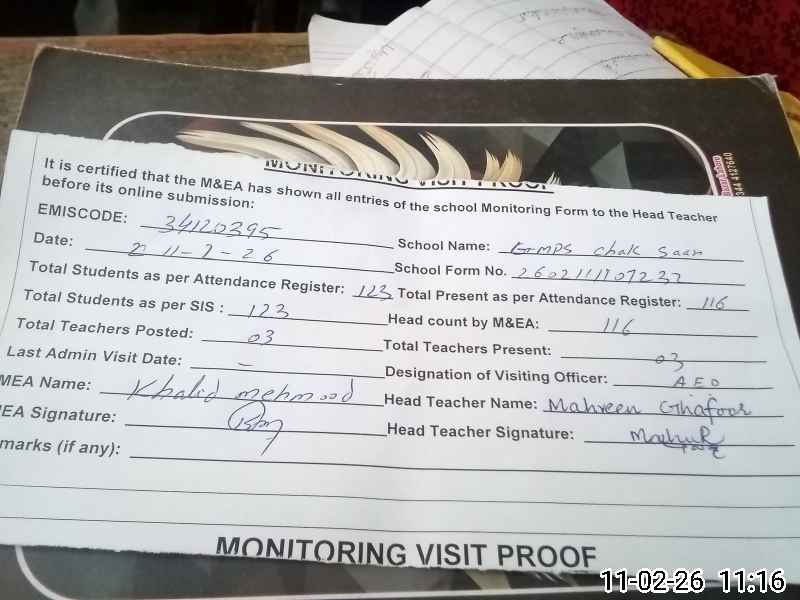 MONITORING VISIT PROOF
It is certified that the M&EA has shown all entries of the school Monitoring Form to the Head Teacher
before its online submission:
EMISCODE: 34120395 School Name: GMPS Chak Saan
Date: 11-2-26 School Form No.
Total Students as per Attendance Register: 123 Total Present as per Attendance Register: 116
Total Students as per SIS : 123 Head count by M&EA: 116
Total Teachers Posted: 03 Total Teachers Present: 03
Last Admin Visit Date: – Designation of Visiting Officer: AEO
MEA Name: Khalid mehmood Head Teacher Name: Mahreen Ghafoor
EA Signature: Head Teacher Signature:
marks (if any):
MONITORING VISIT PROOF
344 4127640
11-02-26 11:16